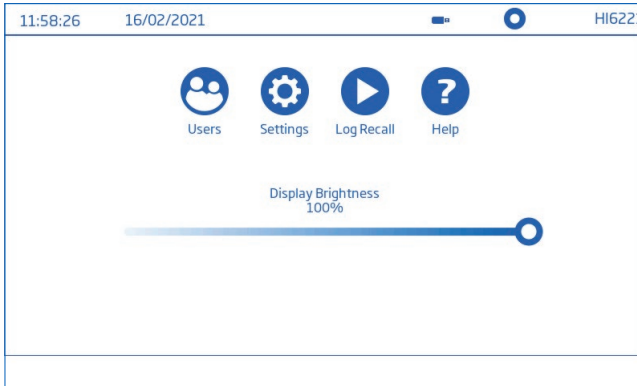 11:58:26 16/02/2021 HI622
Users Settings Log Recall Help
?
Display Brightness
100%